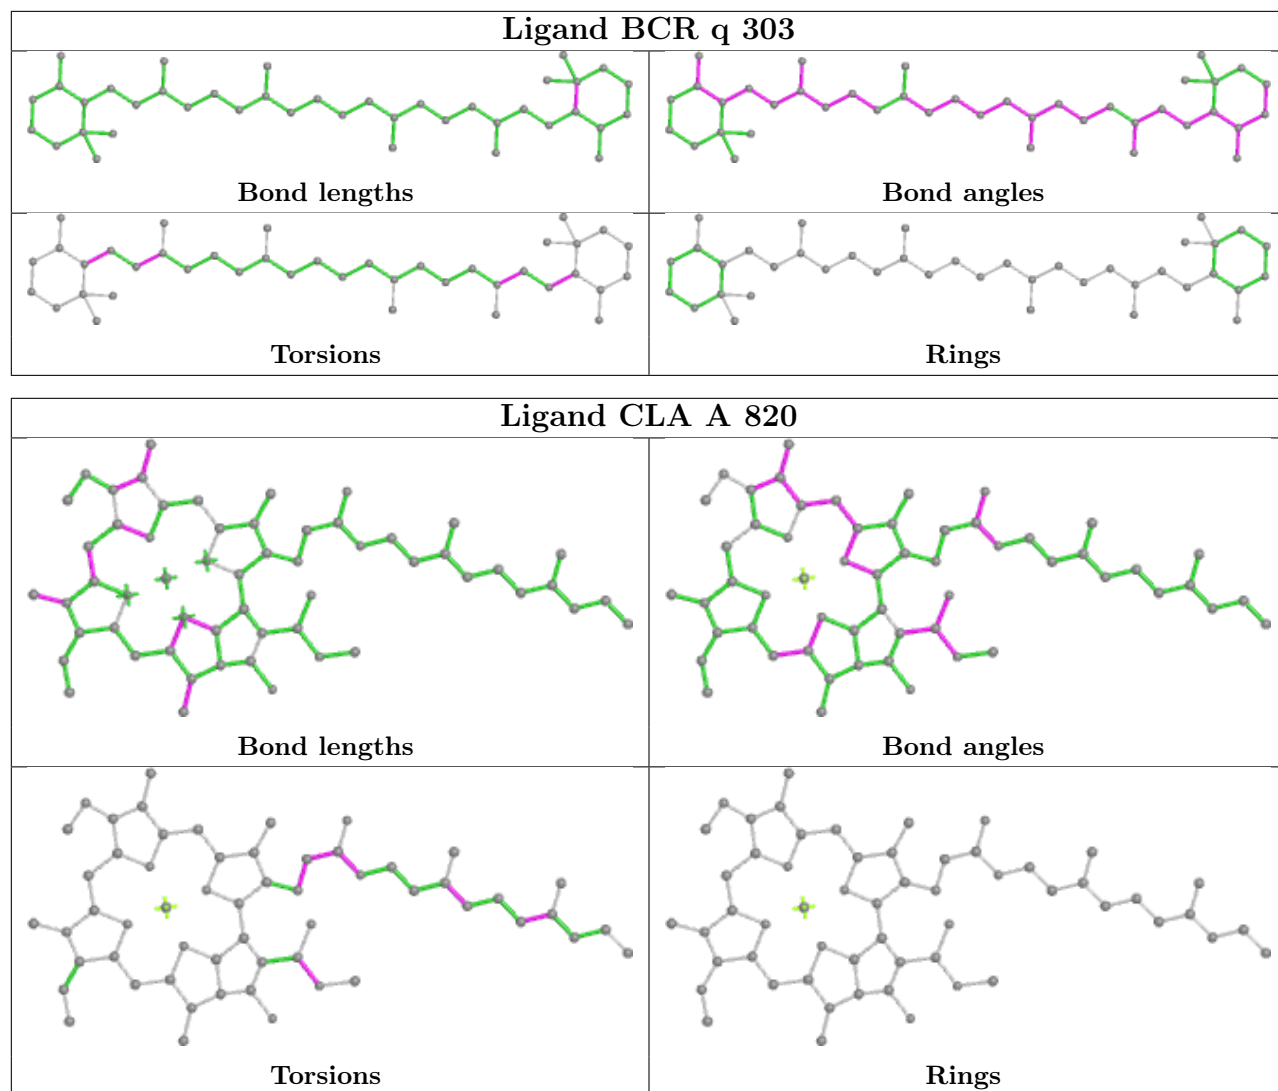 Ligand BCR q 303
Bond lengths
Bond angles
Torsions
Rings
Ligand CLA A 820
Bond lengths
Bond angles
Torsions
Rings